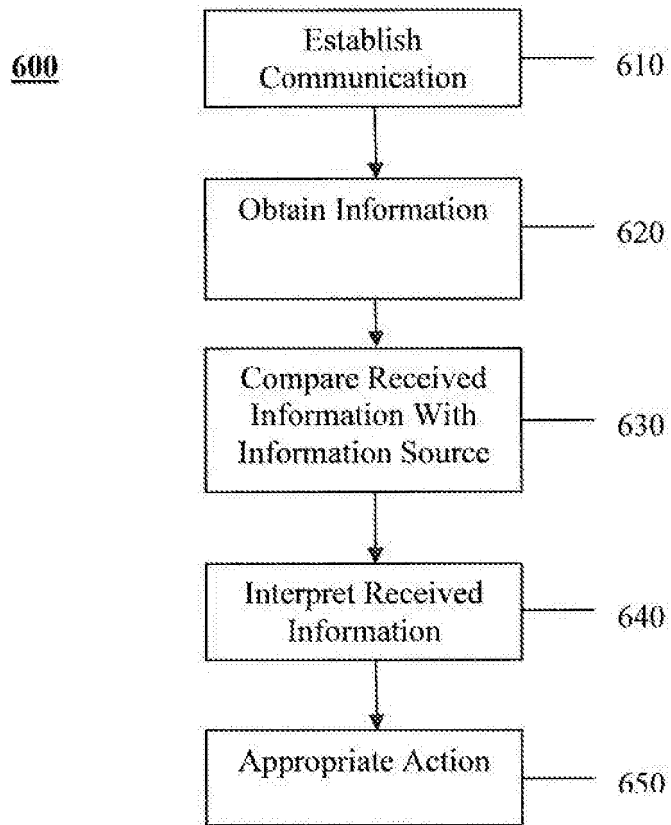 600
Establish
Communication
610
Obtain Information
620
Compare Received
Information With
Information Source
630
Interpret Received
Information
640
Appropriate Action
650